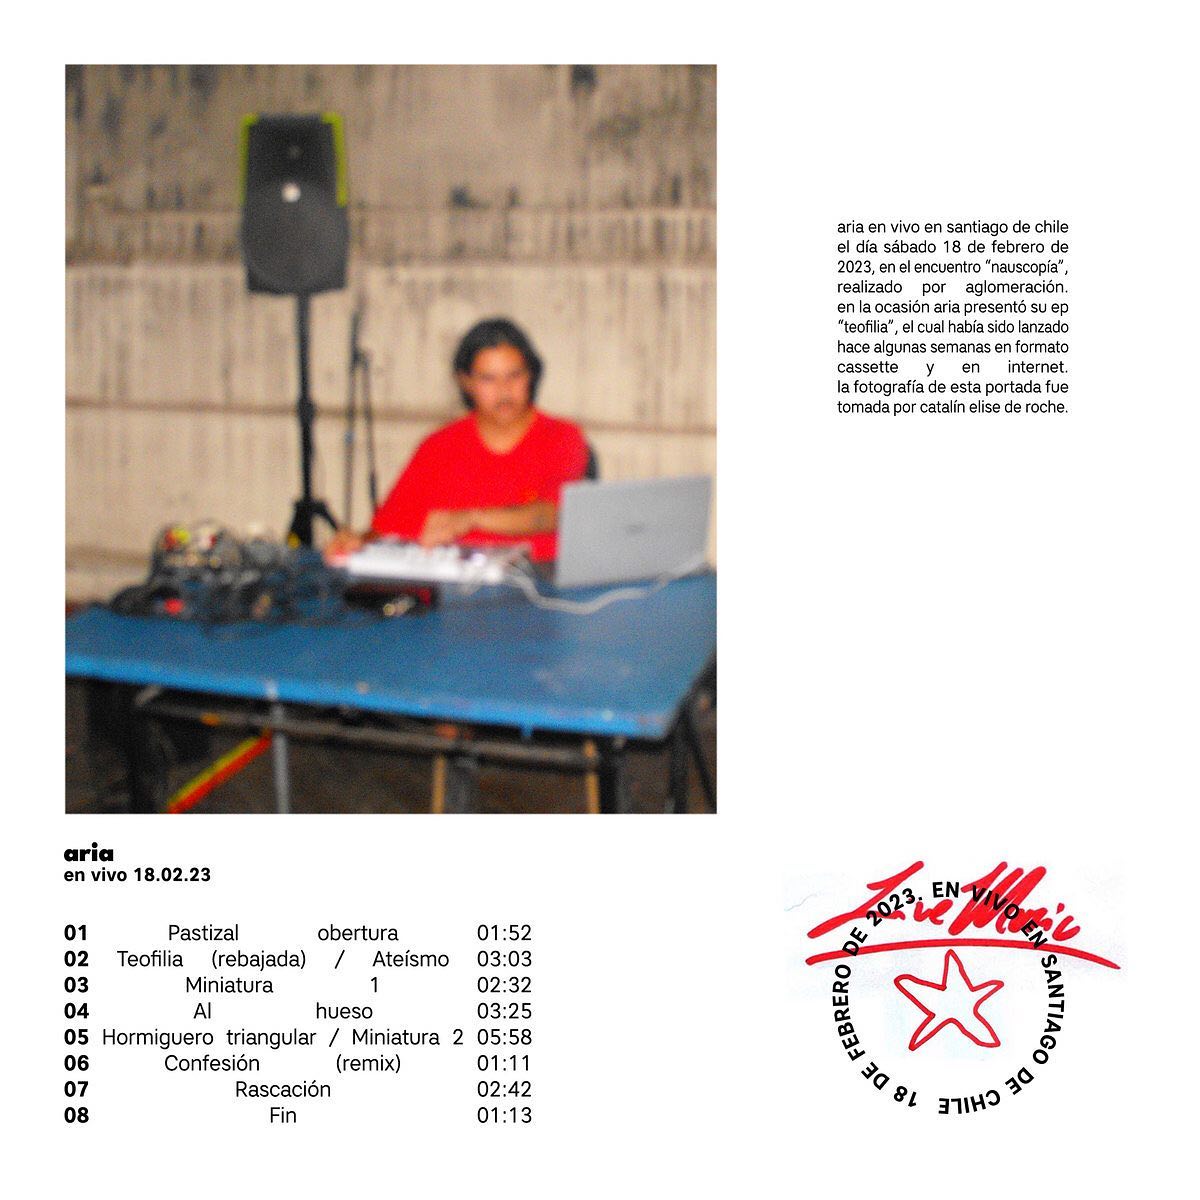 aria en vivo en santiago de chile
el día sábado 18 de febrero de
2023, en el encuentro “nauscopía”,
realizado por aglomeración.
en la ocasión aria presentó su ep
“teofilia”, el cual había sido lanzado
hace algunas semanas en formato
cassette y en internet.
la fotografía de esta portada fue
tomada por catalín elise de roche.
aria
en vivo 18.02.23
01 Pastizal obertura 01:52
02 Teofilia (rebajada) / Ateísmo 03:03
03 Miniatura 1 02:32
04 Al hueso 03:25
05 Hormiguero triangular / Miniatura 2 05:58
06 Confesión (remix) 01:11
07 Rascación 02:42
08 Fin 01:13
Live Music
18 DE FEBRERO DE 2023. EN VIVO EN SANTIAGO DE CHILE